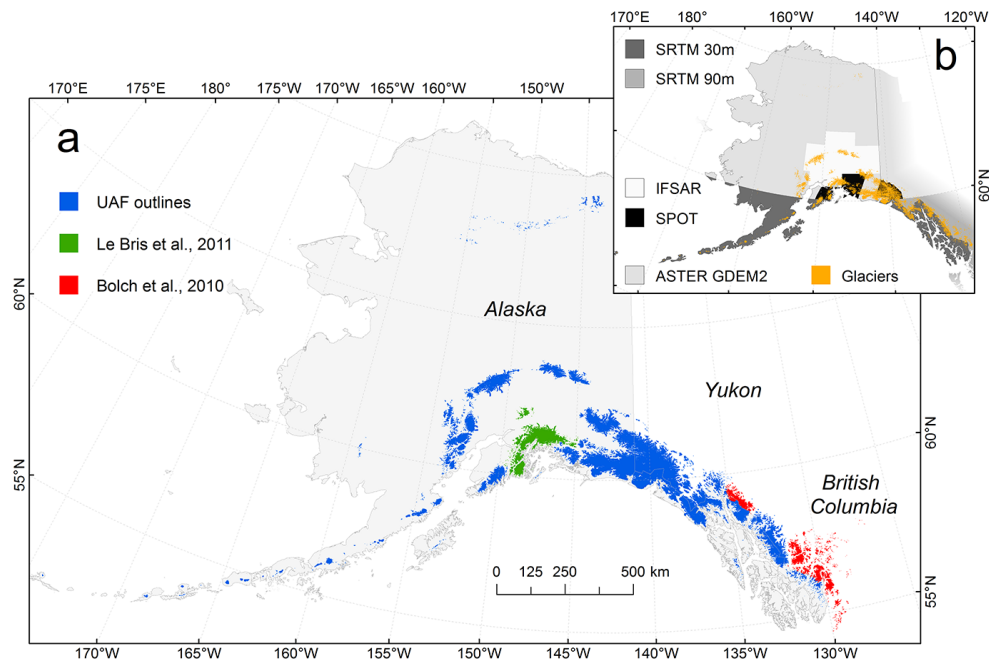 170°E 180° 160°W 140°W 120°W
b
SRTM 30m
SRTM 90m
IFSAR
SPOT
ASTER GDEM2
Glaciers
60°N
160°W 140°W
170°E 175°E 180° 175°W 170°W 165°W 160°W 150°W
a
UAF outlines
Le Bris et al., 2011
Bolch et al., 2010
60°N
Alaska
Yukon
60°N
55°N
British
Columbia
0 125 250 500 km
55°N
170°W 165°W 160°W 155°W 150°W 145°W 140°W 135°W 130°W